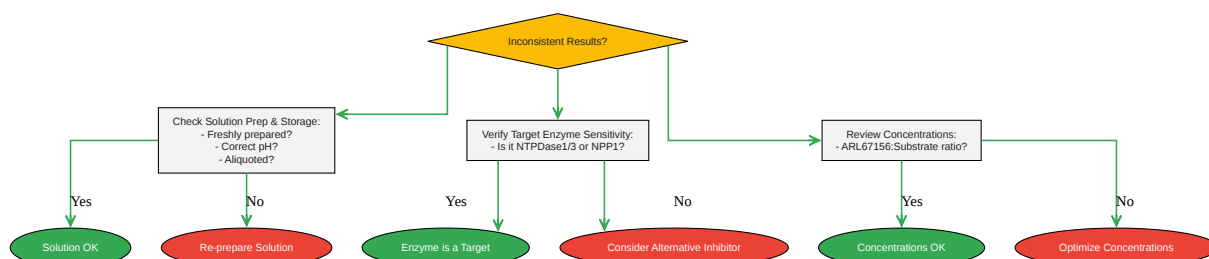 Inconsistent Results?
Check Solution Prep & Storage:
- Freshly prepared?
- Correct pH?
- Aliquoted?
Verify Target Enzyme Sensitivity:
- Is it NTPDase1/3 or NPP1?
Review Concentrations:
- ARL67156:Substrate ratio?
Yes
No
Yes
No
Yes
No
Solution OK
Re-prepare Solution
Enzyme is a Target
Consider Alternative Inhibitor
Concentrations OK
Optimize Concentrations